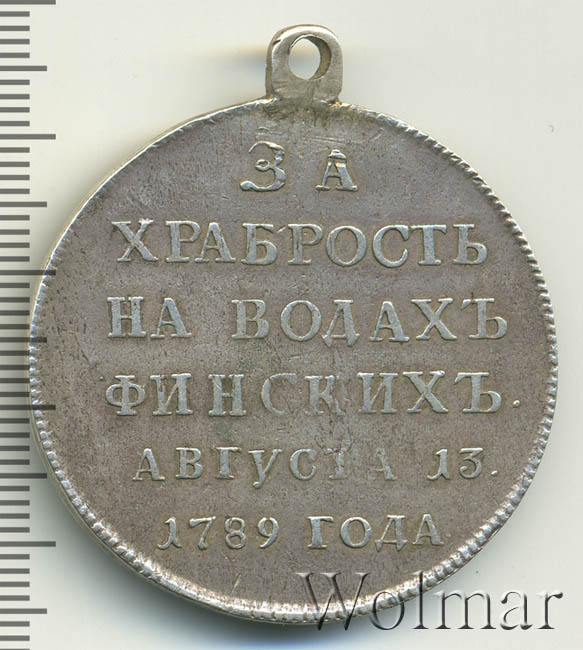 ЗА
ХРАБРОСТЬ
НА ВОДАХЪ
ФИНСКИХЪ.
АВГУСТА 13.
1789 ГОДА
Wolmar